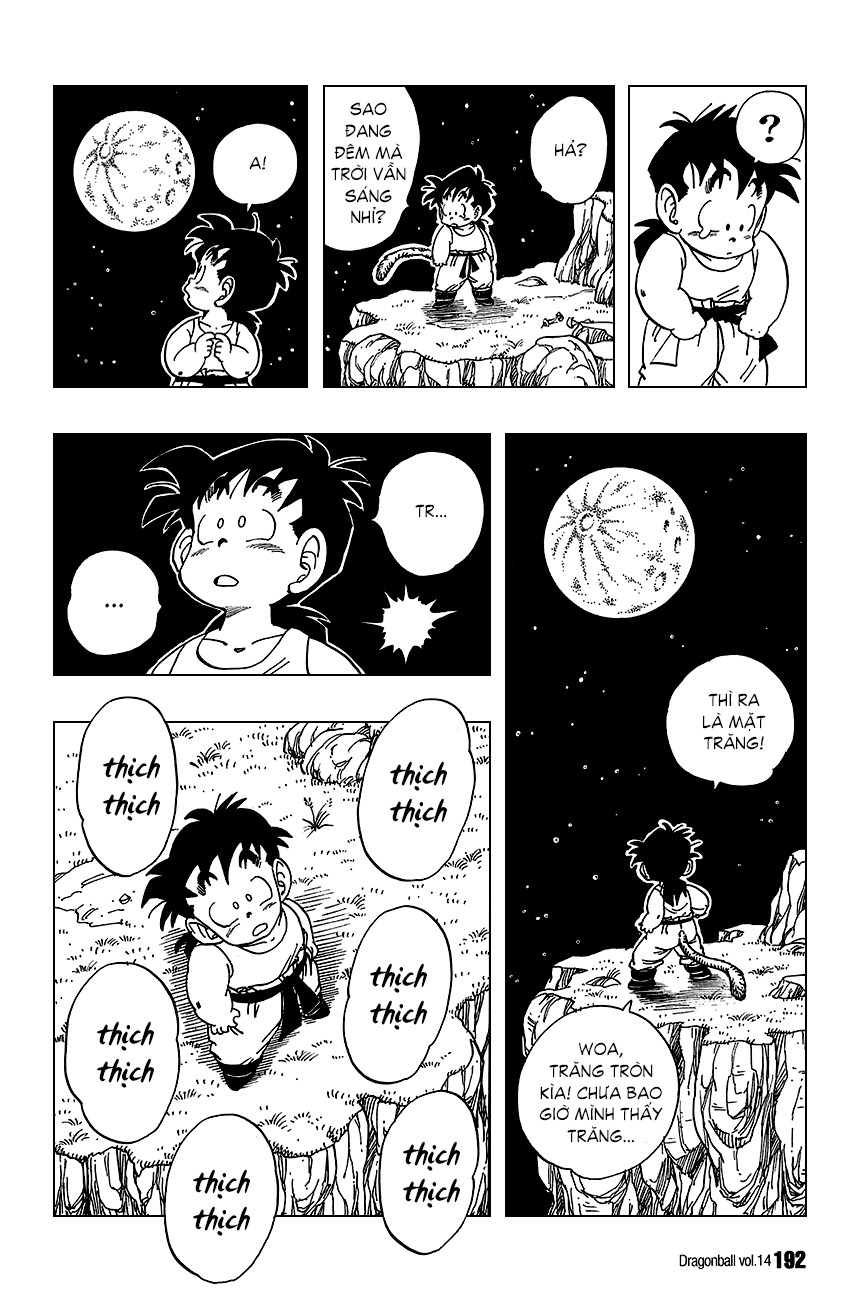 ?
HẢ?
SAO
ĐANG
ĐÊM MÀ
TRỜI VẪN
SÁNG
NHỈ?
A!
THÌ RA
LÀ MẶT
TRĂNG!
WOA,
TRĂNG TRÒN
KÌA! CHƯA BAO
GIỜ MÌNH THẤY
TRĂNG...
TR...
...
thịch
thịch
thịch
thịch
thịch
thịch
thịch
thịch
thịch
thịch
thịch
thịch
Dragonball vol.14 192